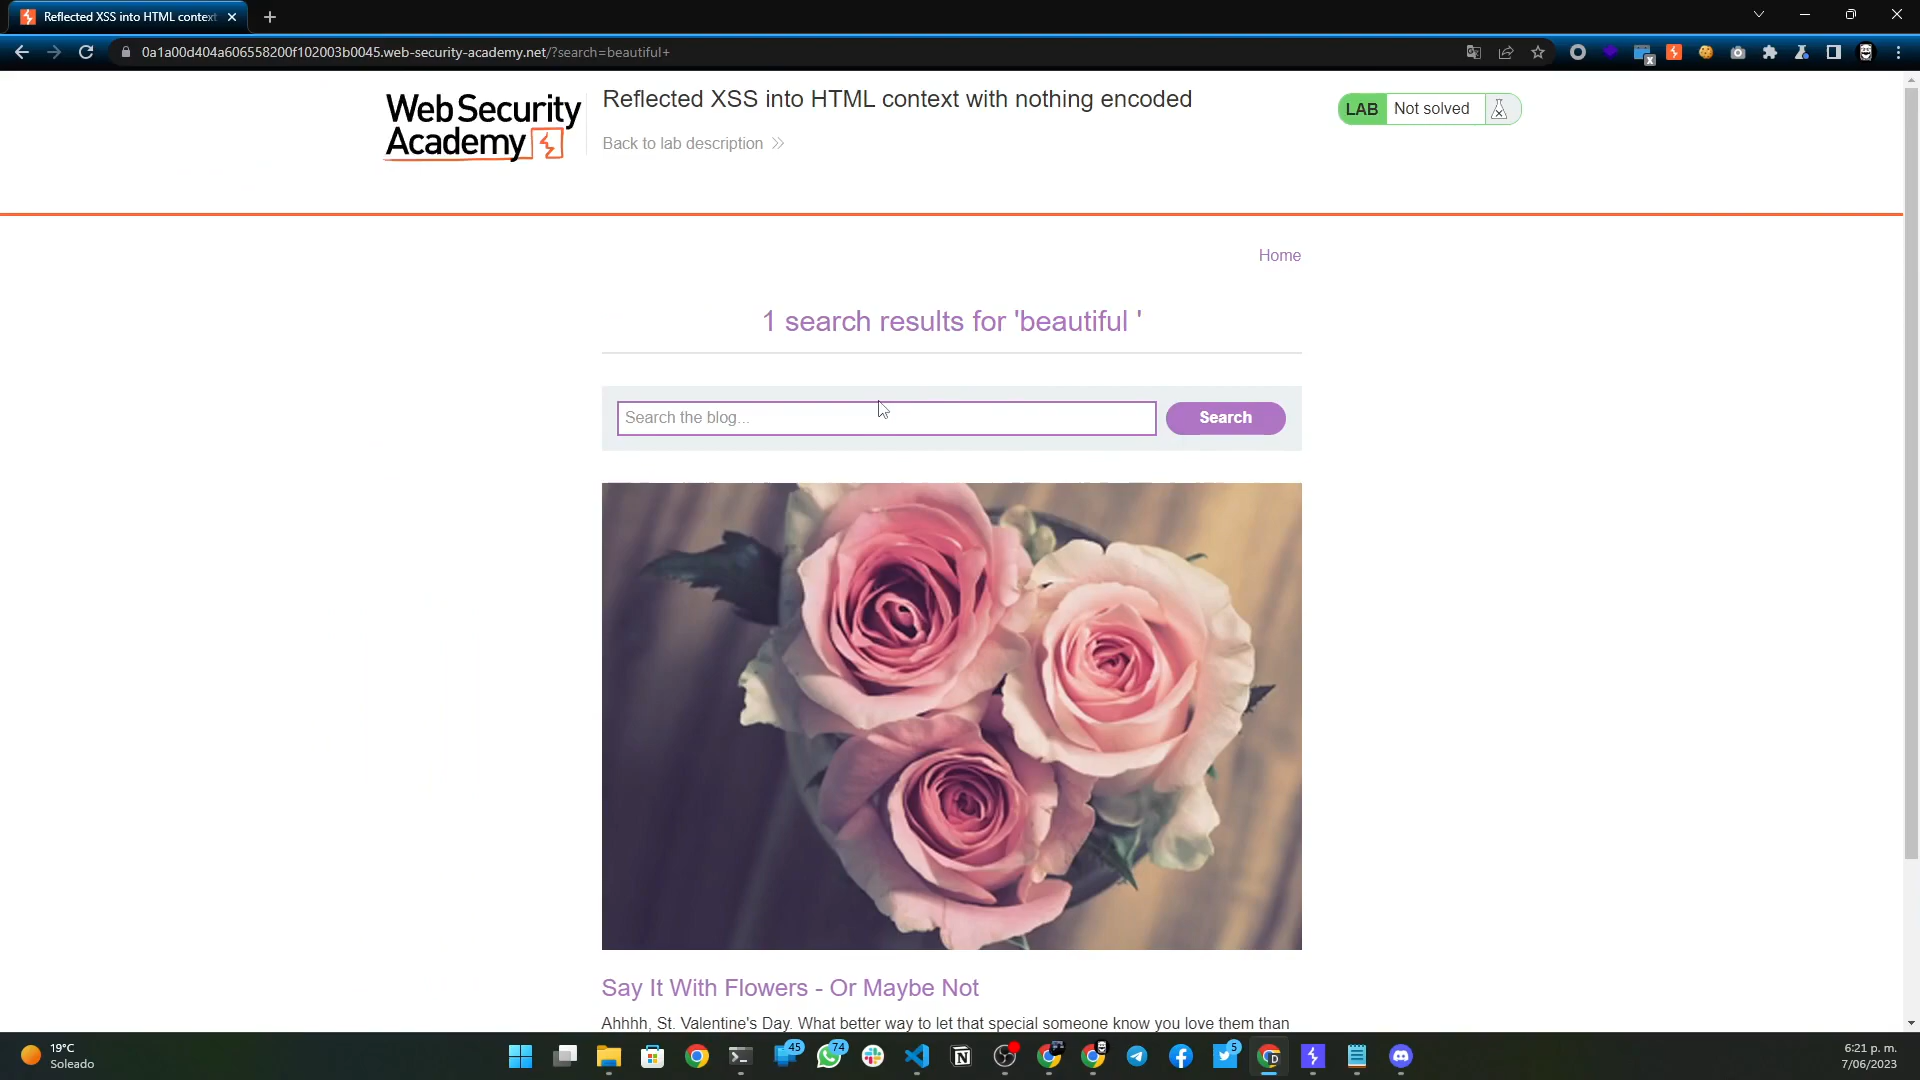 Reflected XSS into HTML context
0a1a00d404a606558200f102003b0045.web-security-academy.net/?search=beautiful+
Web Security
Academy
Reflected XSS into HTML context with nothing encoded
Back to lab description
LAB Not solved
Home
1 search results for 'beautiful '
Search the blog...
Search
Say It With Flowers - Or Maybe Not
Ahhhh, St. Valentine's Day. What better way to let that special someone know you love them than
19°C
Soleado
45
74
5
6:21 p. m.
7/06/2023